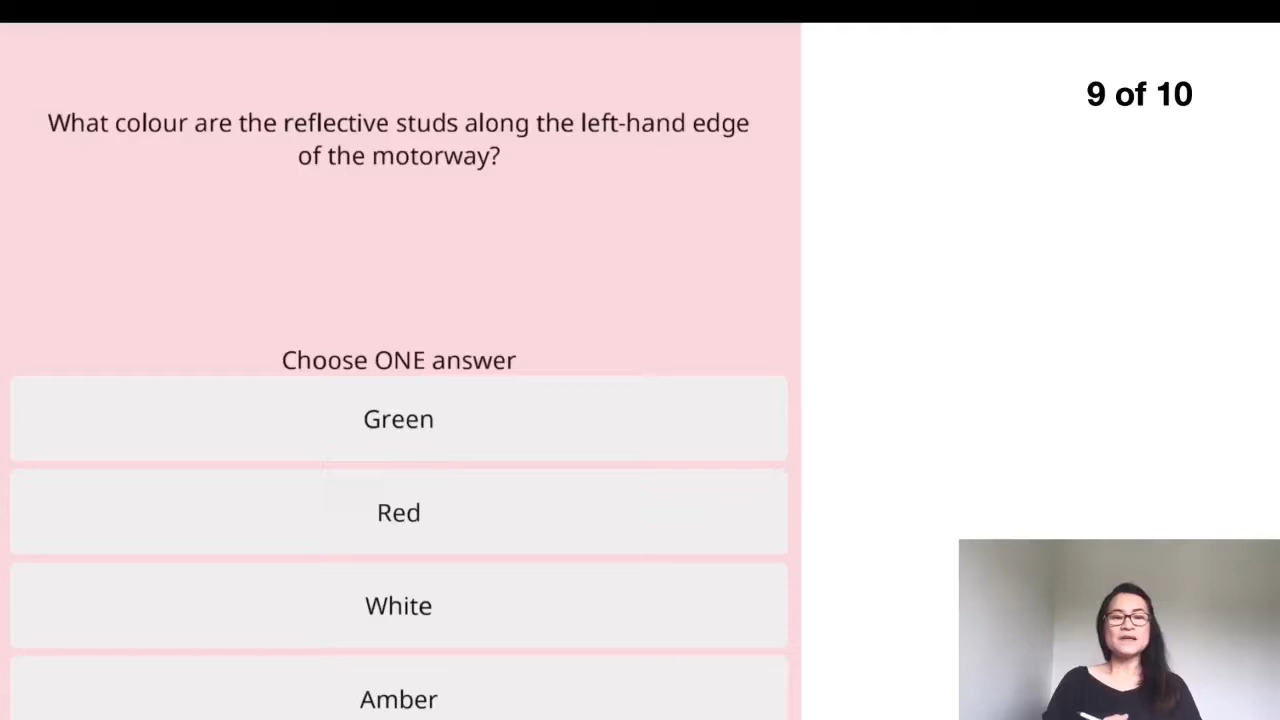 What colour are the reflective studs along the left-hand edge
of the motorway?
9 of 10
Choose ONE answer
Green
Red
White
Amber